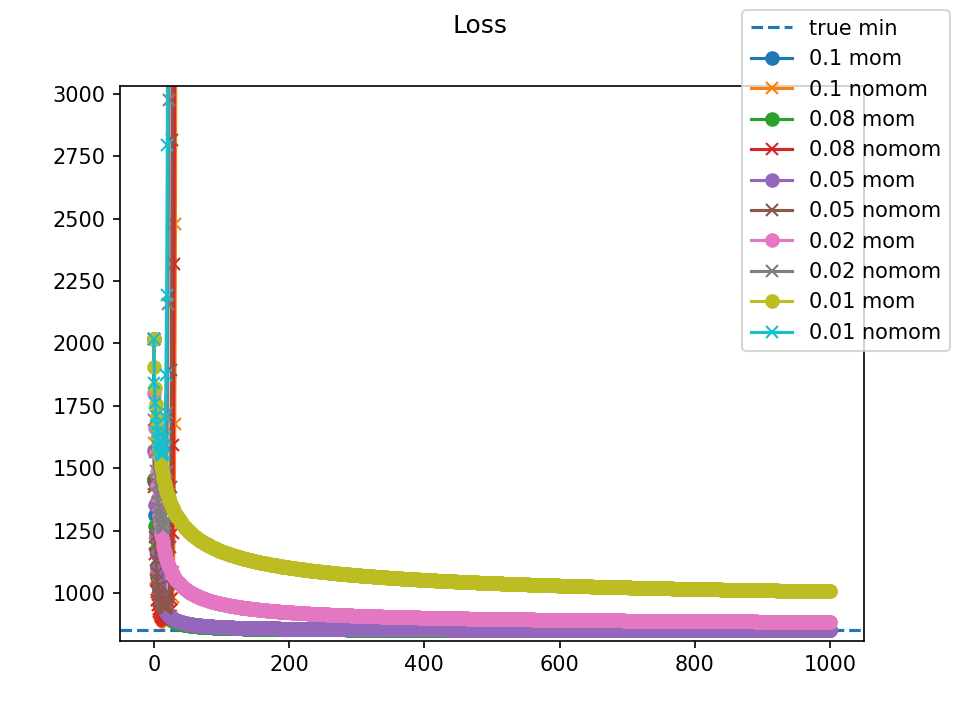 Loss
true min
0.1 mom
0.1 nomom
0.08 mom
0.08 nomom
0.05 mom
0.05 nomom
0.02 mom
0.02 nomom
0.01 mom
0.01 nomom
3000
2750
2500
2250
2000
1750
1500
1250
1000
0 200 400 600 800 1000